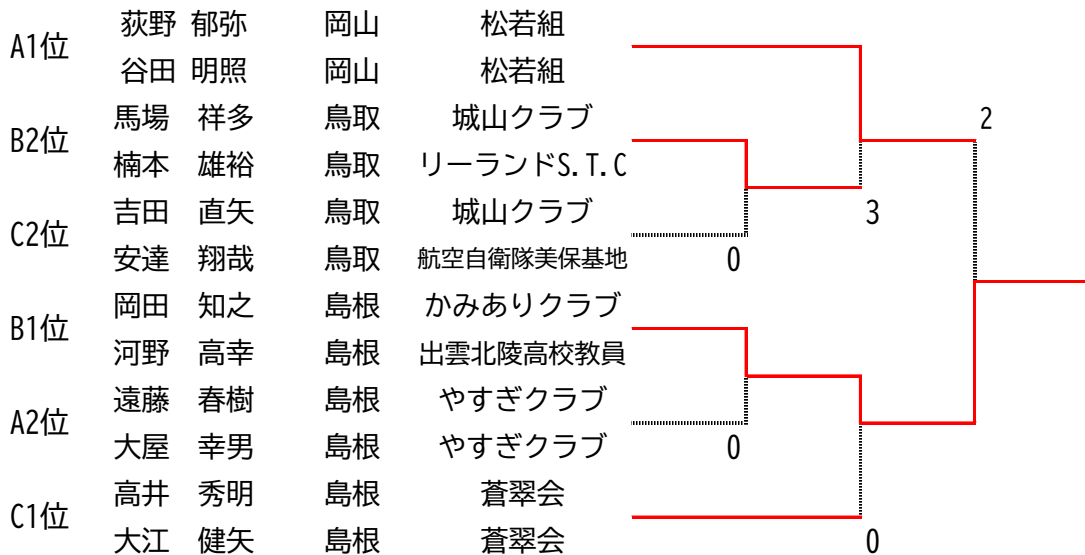 荻野 郁弥 岡山 松若組
A1位
谷田 明照 岡山 松若組
馬場 祥多 鳥取 城山クラブ 2
B2位
楠本 雄裕 鳥取 リーランドS.T.C
吉田 直矢 鳥取 城山クラブ 3
C2位
安達 翔哉 鳥取 航空自衛隊美保基地 0
岡田 知之 島根 かみありクラブ
B1位
河野 高幸 島根 出雲北陵高校教員
遠藤 春樹 島根 やすぎクラブ
A2位
大屋 幸男 島根 やすぎクラブ 0
高井 秀明 島根 蒼翠会
C1位
大江 健矢 島根 蒼翠会 0